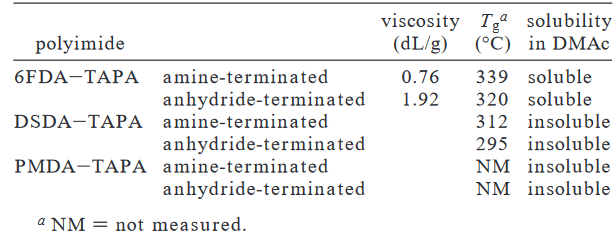 viscosity Tgᵃ solubility
polyimide (dL/g) (°C) in DMAc
6FDA−TAPA amine-terminated 0.76 339 soluble
anhydride-terminated 1.92 320 soluble
DSDA−TAPA amine-terminated 312 insoluble
anhydride-terminated 295 insoluble
PMDA−TAPA amine-terminated NM insoluble
anhydride-terminated NM insoluble
ᵃ NM = not measured.